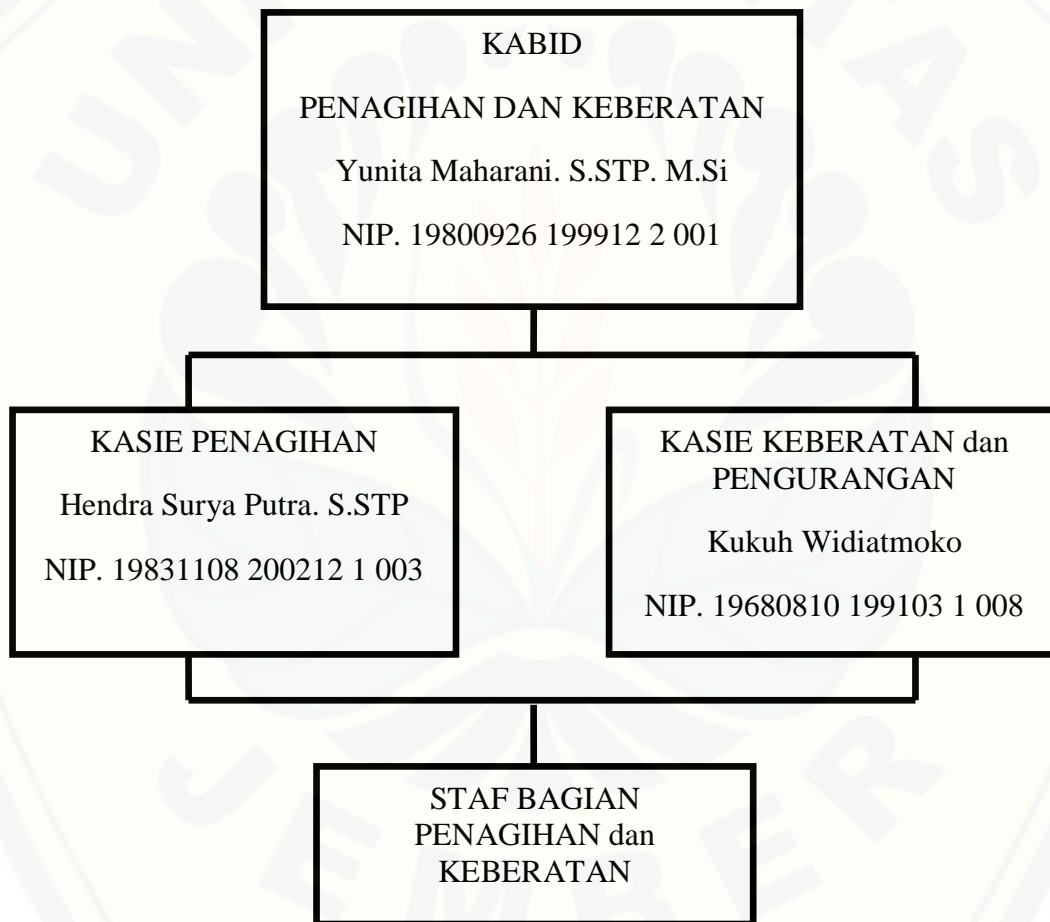 KABID
PENAGIHAN DAN KEBERATAN
Yunita Maharani. S.STP. M.Si
NIP. 19800926 199912 2 001
KASIE PENAGIHAN
Hendra Surya Putra. S.STP
NIP. 19831108 200212 1 003
KASIE KEBERATAN dan
PENGURANGAN
Kukuh Widiatmoko
NIP. 19680810 199103 1 008
STAF BAGIAN
PENAGIHAN dan
KEBERATAN
JEMBER